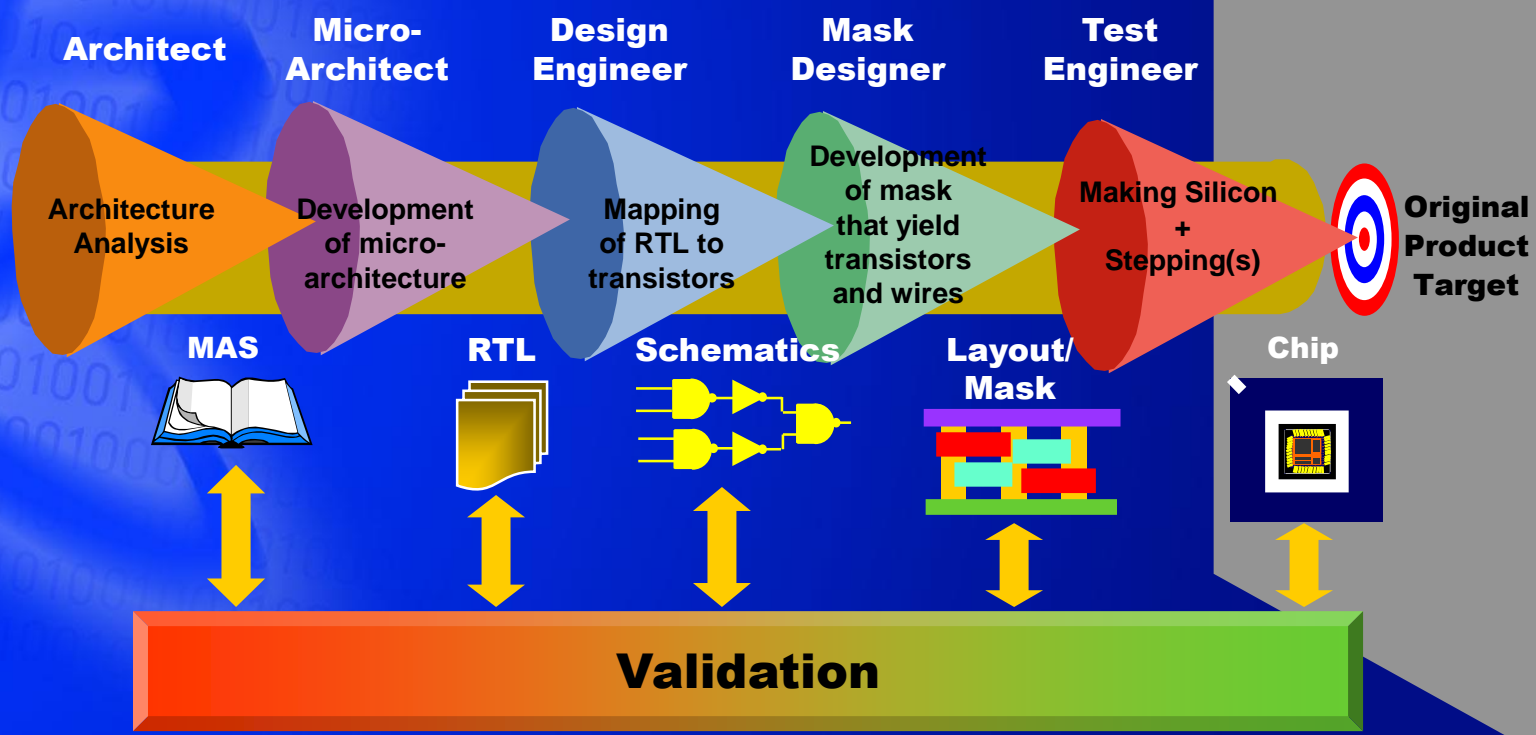 Architect
Micro-
Architect
Design
Engineer
Mask
Designer
Test
Engineer
Architecture
Analysis
Development
of micro-
architecture
Mapping
of RTL to
transistors
Development
of mask
that yield
transistors
and wires
Making Silicon
+
Stepping(s)
Original
Product
Target
MAS
RTL
Schematics
Layout/
Mask
Chip
Validation